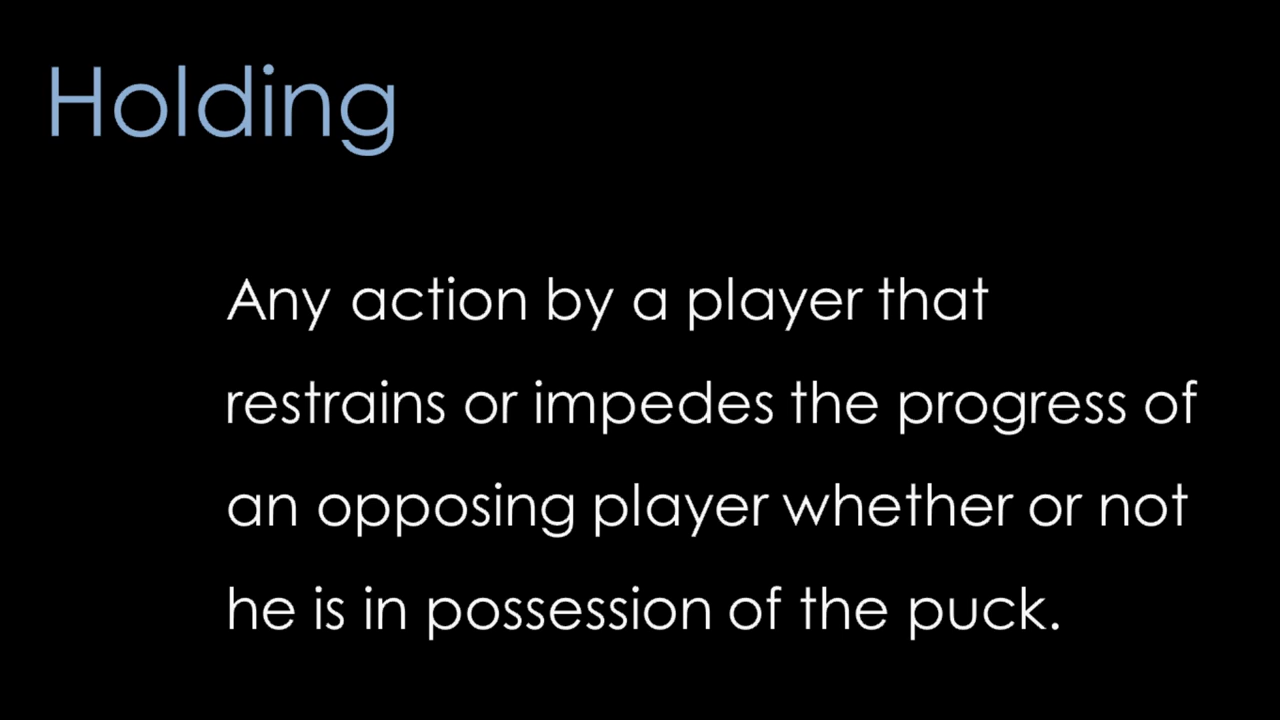 Holding
Any action by a player that
restrains or impedes the progress of
an opposing player whether or not
he is in possession of the puck.